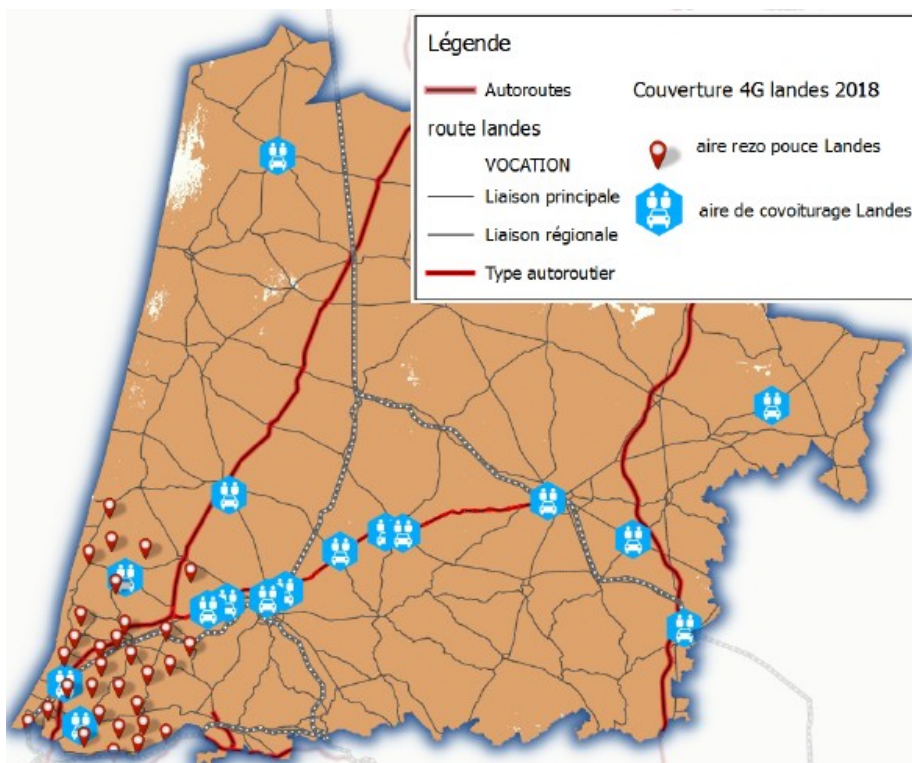 Légende
Autoroutes
route landes
VOCATION
Liaison principale
Liaison régionale
Type autoroutier
Couverture 4G landes 2018
aire rezo pouce Landes
aire de covoiturage Landes